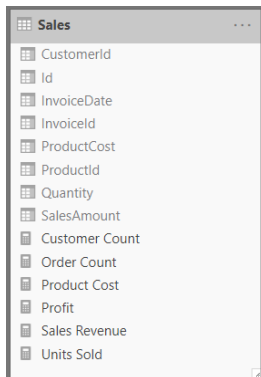 Sales
CustomerId
Id
InvoiceDate
InvoiceId
ProductCost
ProductId
Quantity
SalesAmount
Customer Count
Order Count
Product Cost
Profit
Sales Revenue
Units Sold